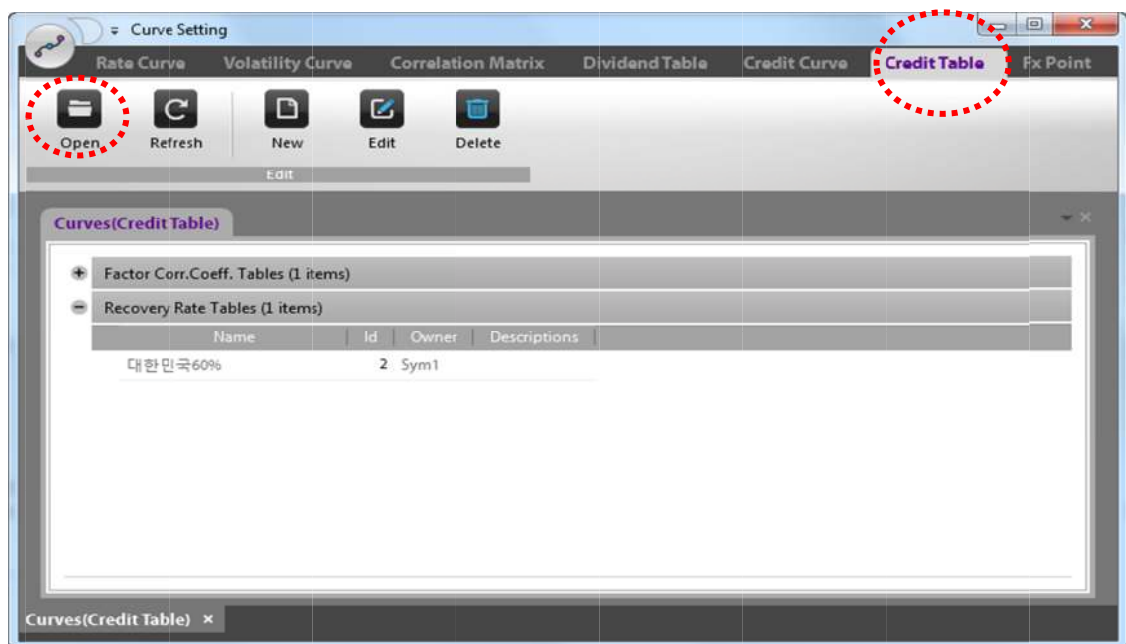 Curve Setting
Rate Curve Volatility Curve Correlation Matrix Dividend Table Credit Curve Credit Table Fx Point
Open Refresh New Edit Delete
Edit
Curves(Credit Table)
Factor Corr.Coeff. Tables (1 items)
Recovery Rate Tables (1 items)
Name Id Owner Descriptions
대한민국60% 2 Sym1
Curves(Credit Table) ×